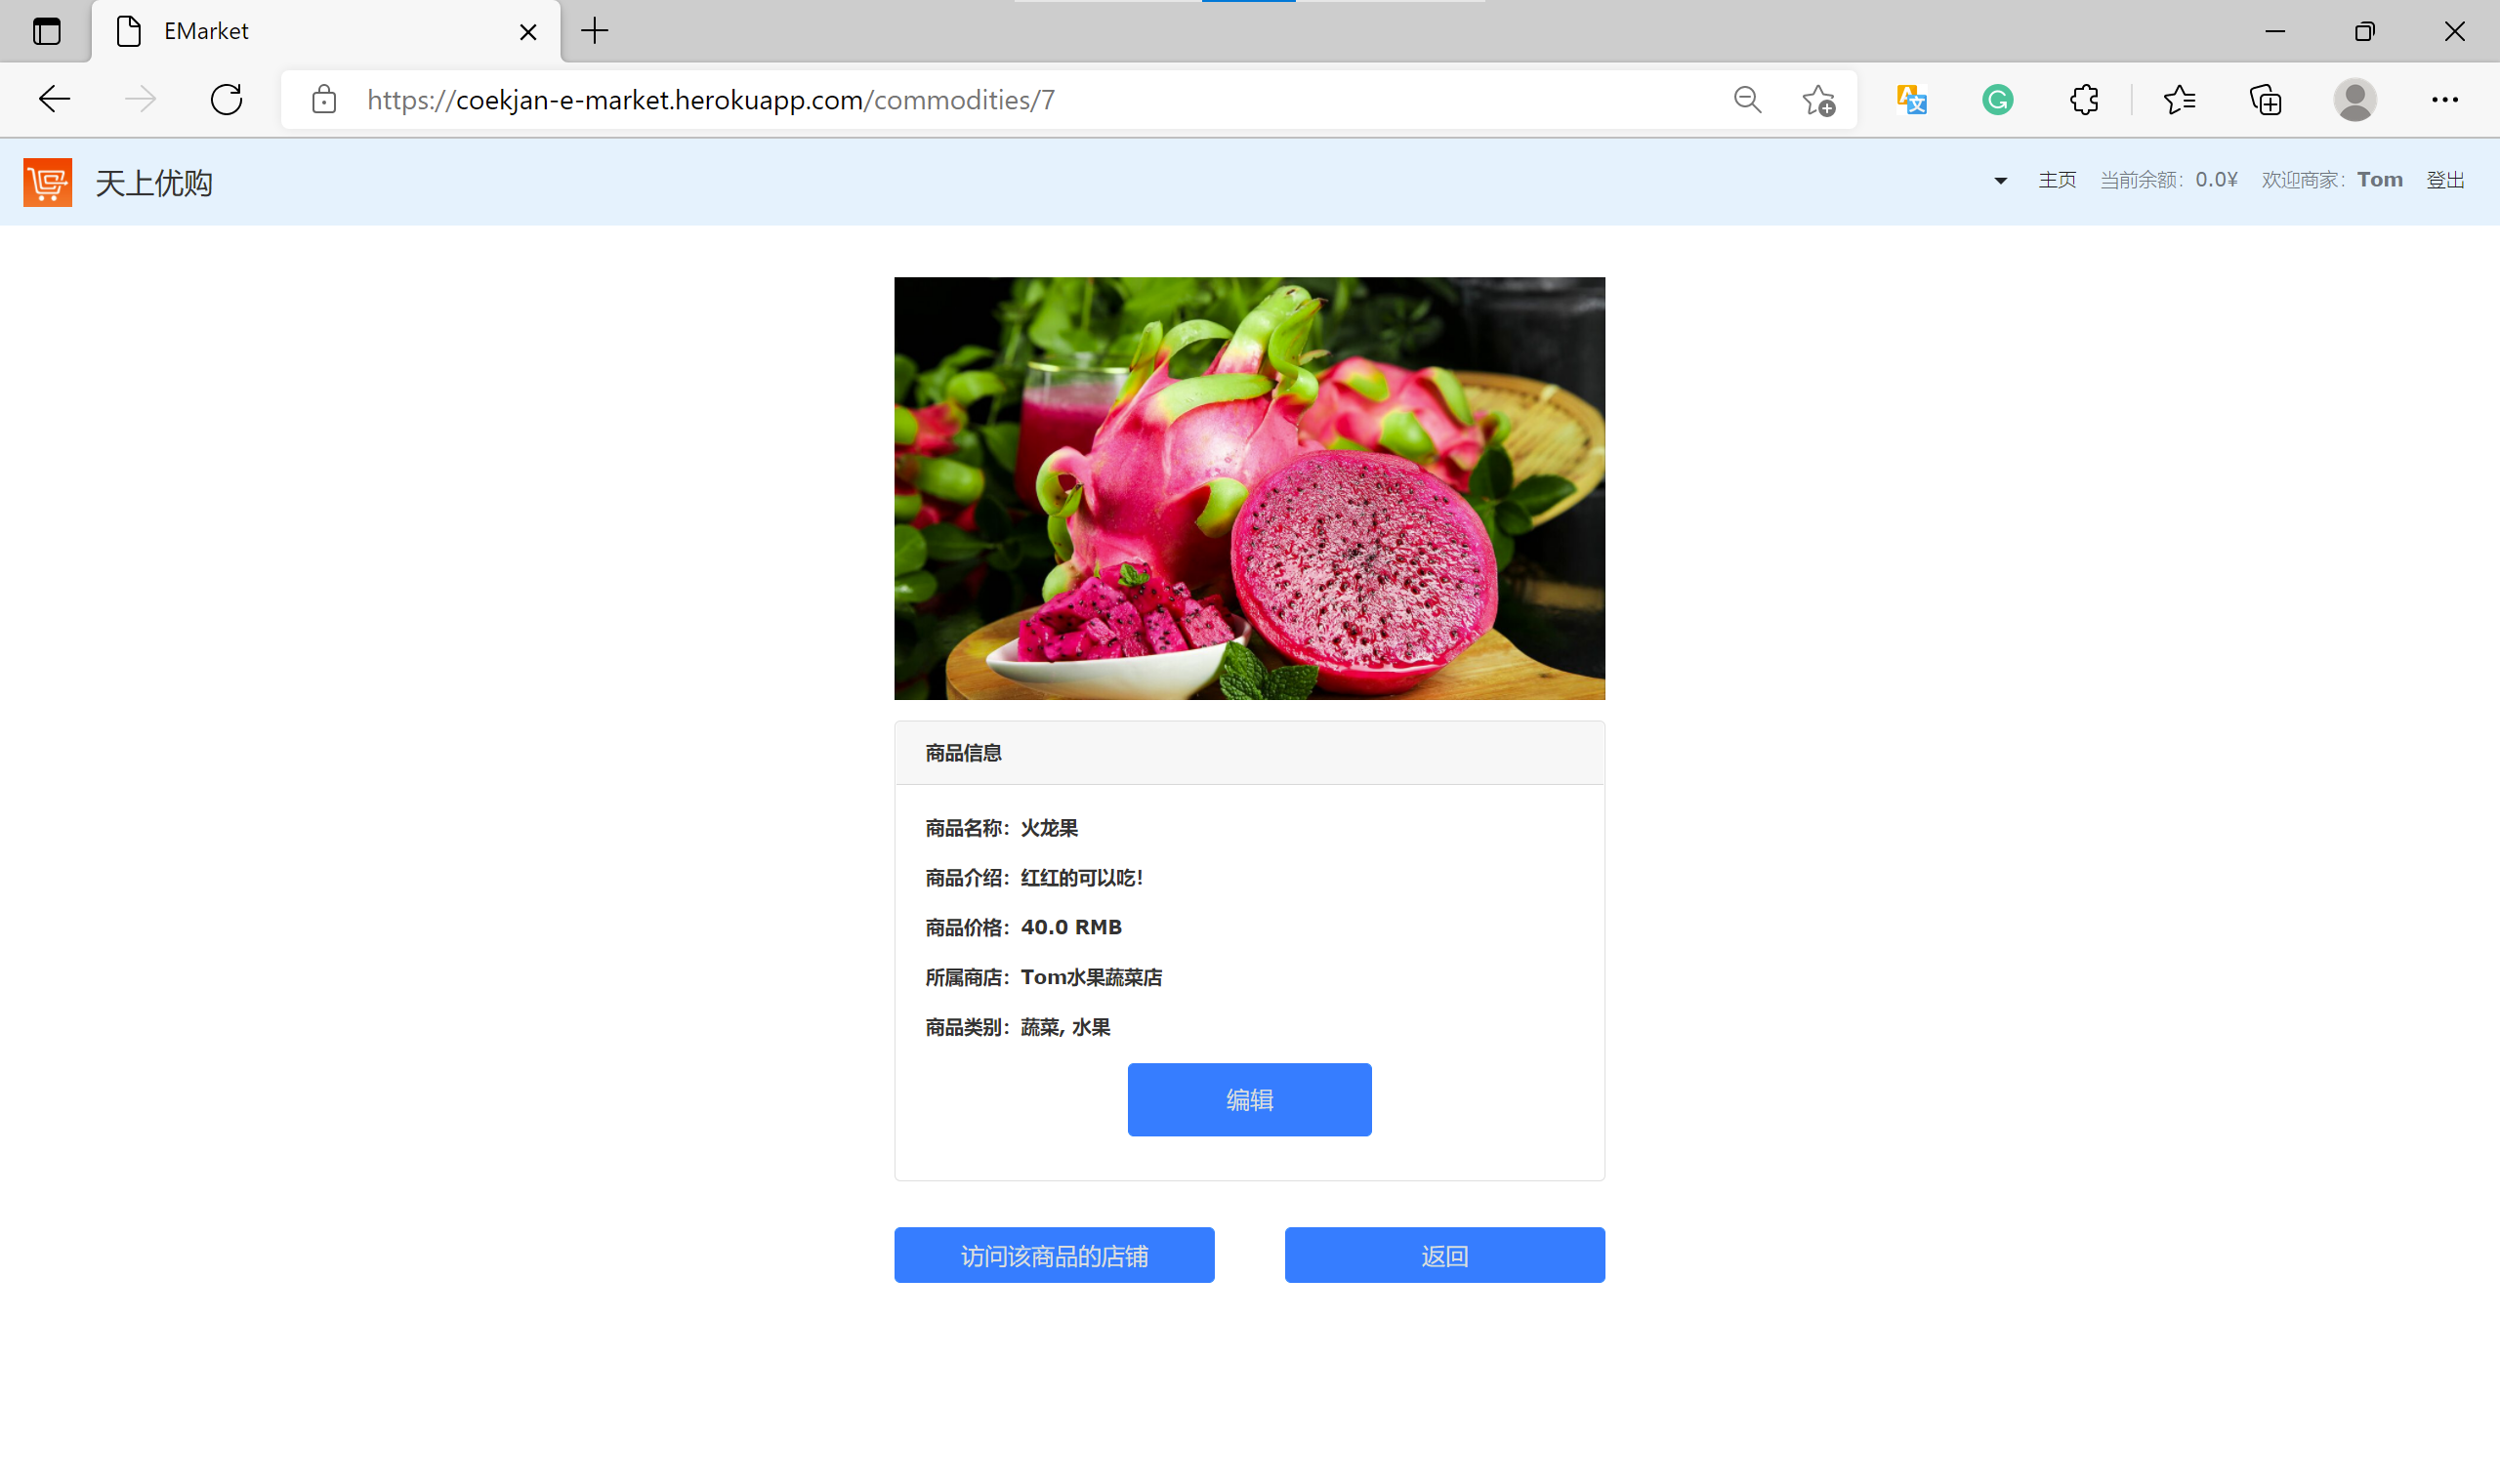 EMarket
https://coekjan-e-market.herokuapp.com/commodities/7
天上优购
主页 当前余额：0.0¥ 欢迎商家：Tom 登出
商品信息
商品名称：火龙果
商品介绍：红红的可以吃！
商品价格：40.0 RMB
所属商店：Tom水果蔬菜店
商品类别：蔬菜, 水果
编辑
访问该商品的店铺 返回